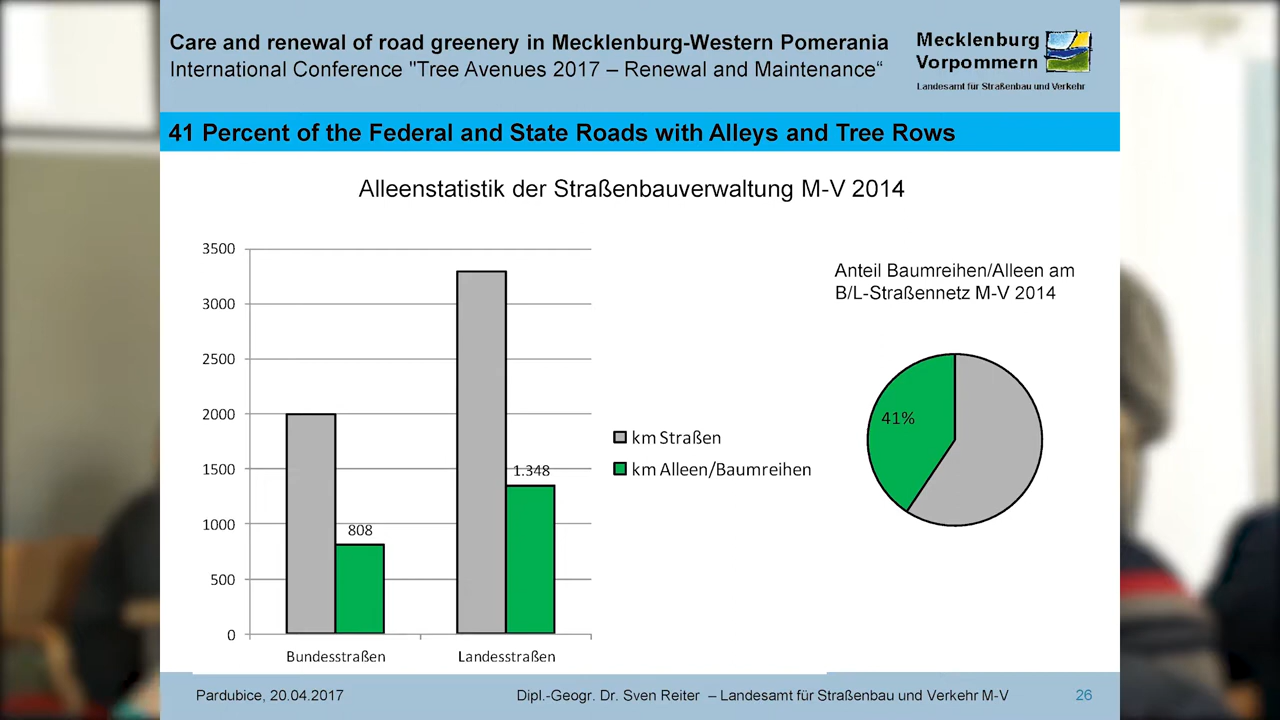 Care and renewal of road greenery in Mecklenburg-Western Pomerania
International Conference "Tree Avenues 2017 – Renewal and Maintenance“
Mecklenburg
Vorpommern
Landesamt für Straßenbau und Verkehr
41 Percent of the Federal and State Roads with Alleys and Tree Rows
Alleenstatistik der Straßenbauverwaltung M-V 2014
3500
3000
2500
2000
1500
1000
500
0
808
1.348
Bundesstraßen
Landesstraßen
km Straßen
km Alleen/Baumreihen
Anteil Baumreihen/Alleen am
B/L-Straßennetz M-V 2014
41%
Pardubice, 20.04.2017
Dipl.-Geogr. Dr. Sven Reiter – Landesamt für Straßenbau und Verkehr M-V
26